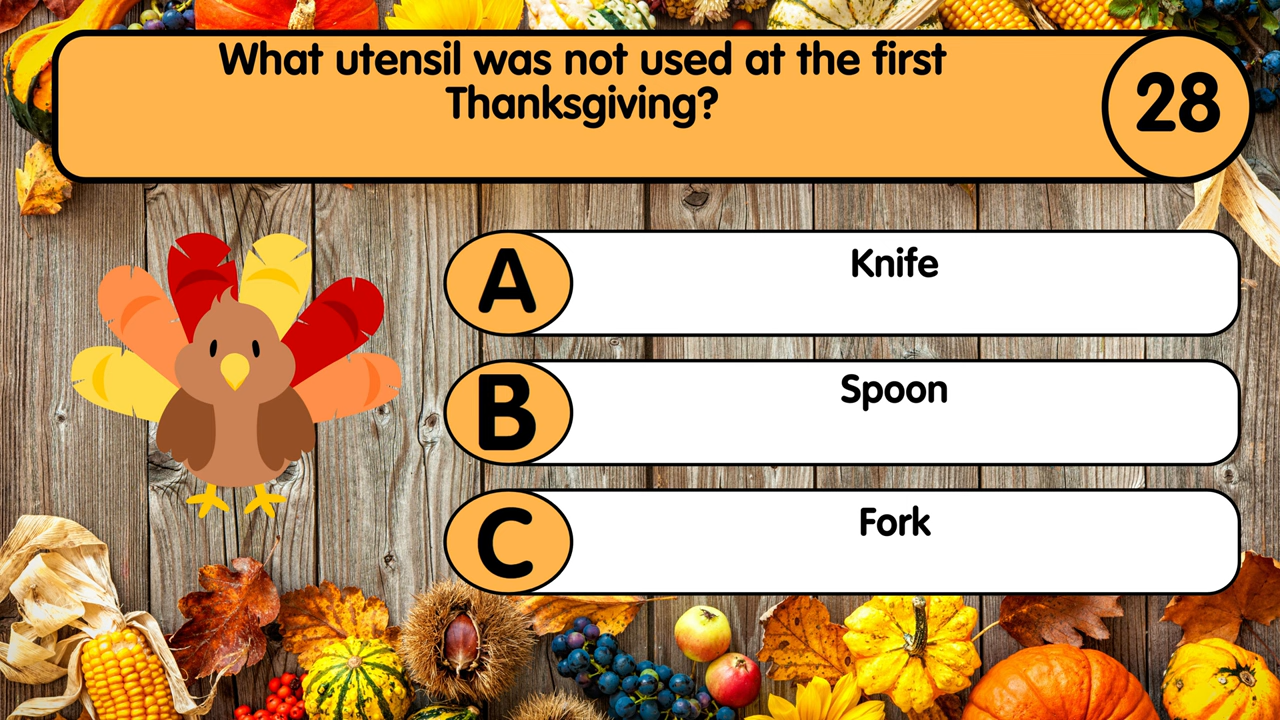 What utensil was not used at the first
Thanksgiving?
28
A
Knife
B
Spoon
C
Fork